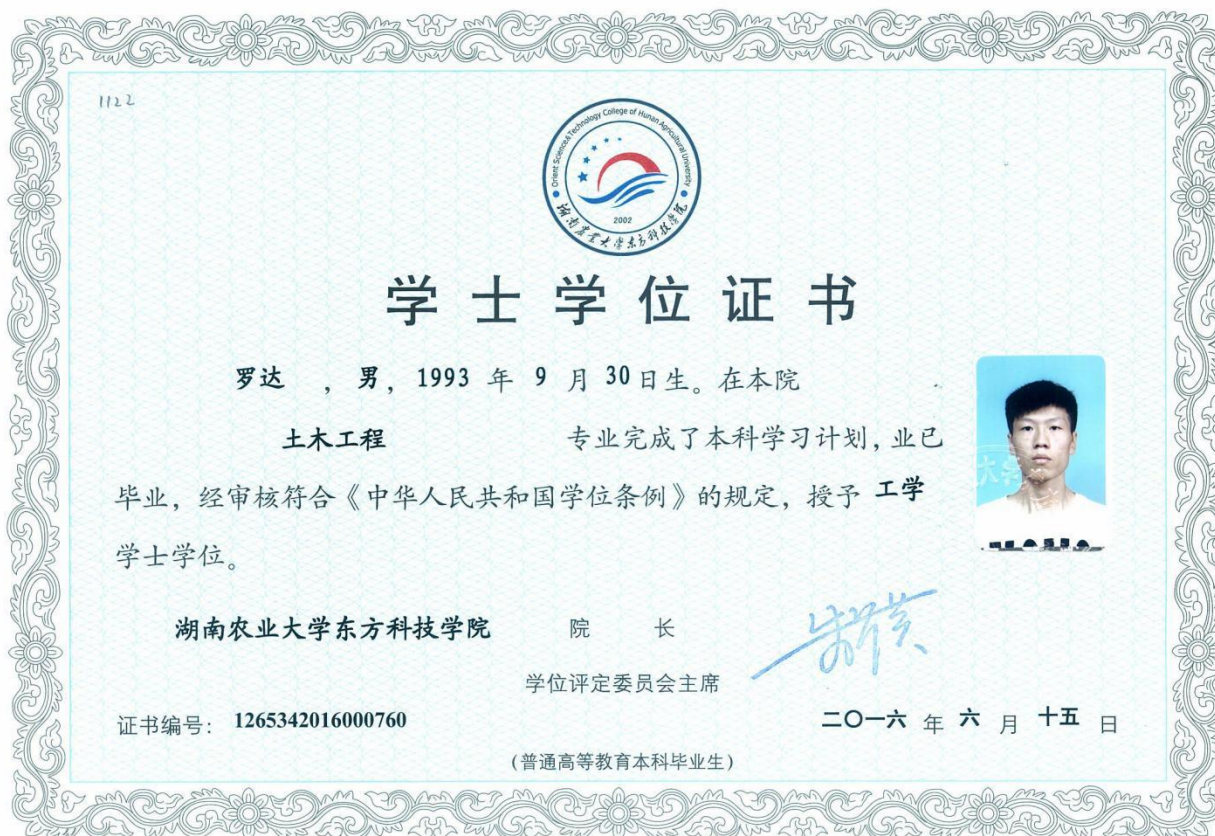 1122
Orient Science&Technology College of Hunan Agricultural University
2002
湖南农业大学东方科技学院
学士学位证书
罗达 ，男，1993 年 9 月 30日生。在本院
土木工程 专业完成了本科学习计划，业已
毕业，经审核符合《中华人民共和国学位条例》的规定，授予 工学
学士学位。
湖南农业大学东方科技学院 院 长
学位评定委员会主席
证书编号： 1265342016000760 二〇一六 年 六 月 十五 日
(普通高等教育本科毕业生)